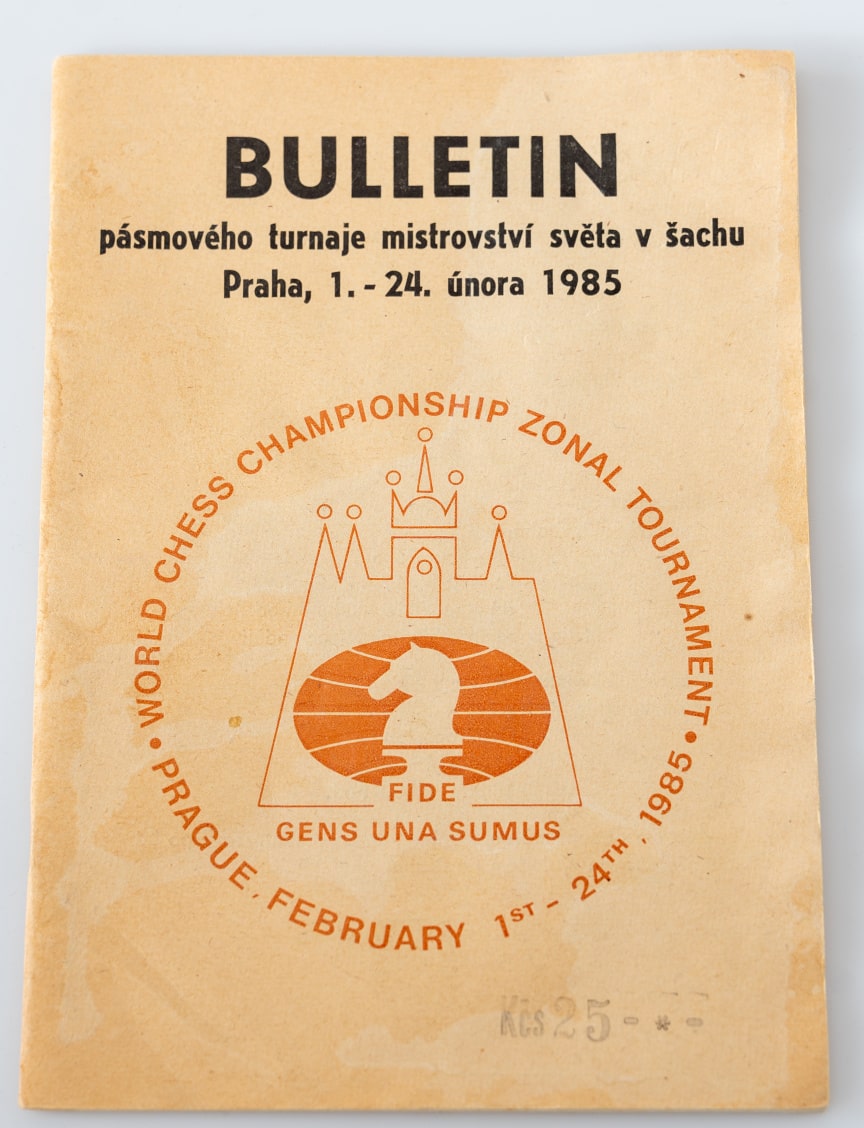 BULLETIN
pásmového turnaje mistrovství světa v šachu
Praha, 1. - 24. února 1985
WORLD CHESS CHAMPIONSHIP ZONAL TOURNAMENT
FIDE
GENS UNA SUMUS
• PRAGUE, FEBRUARY 1ST - 24TH, 1985 •
Kčs 25 - * -